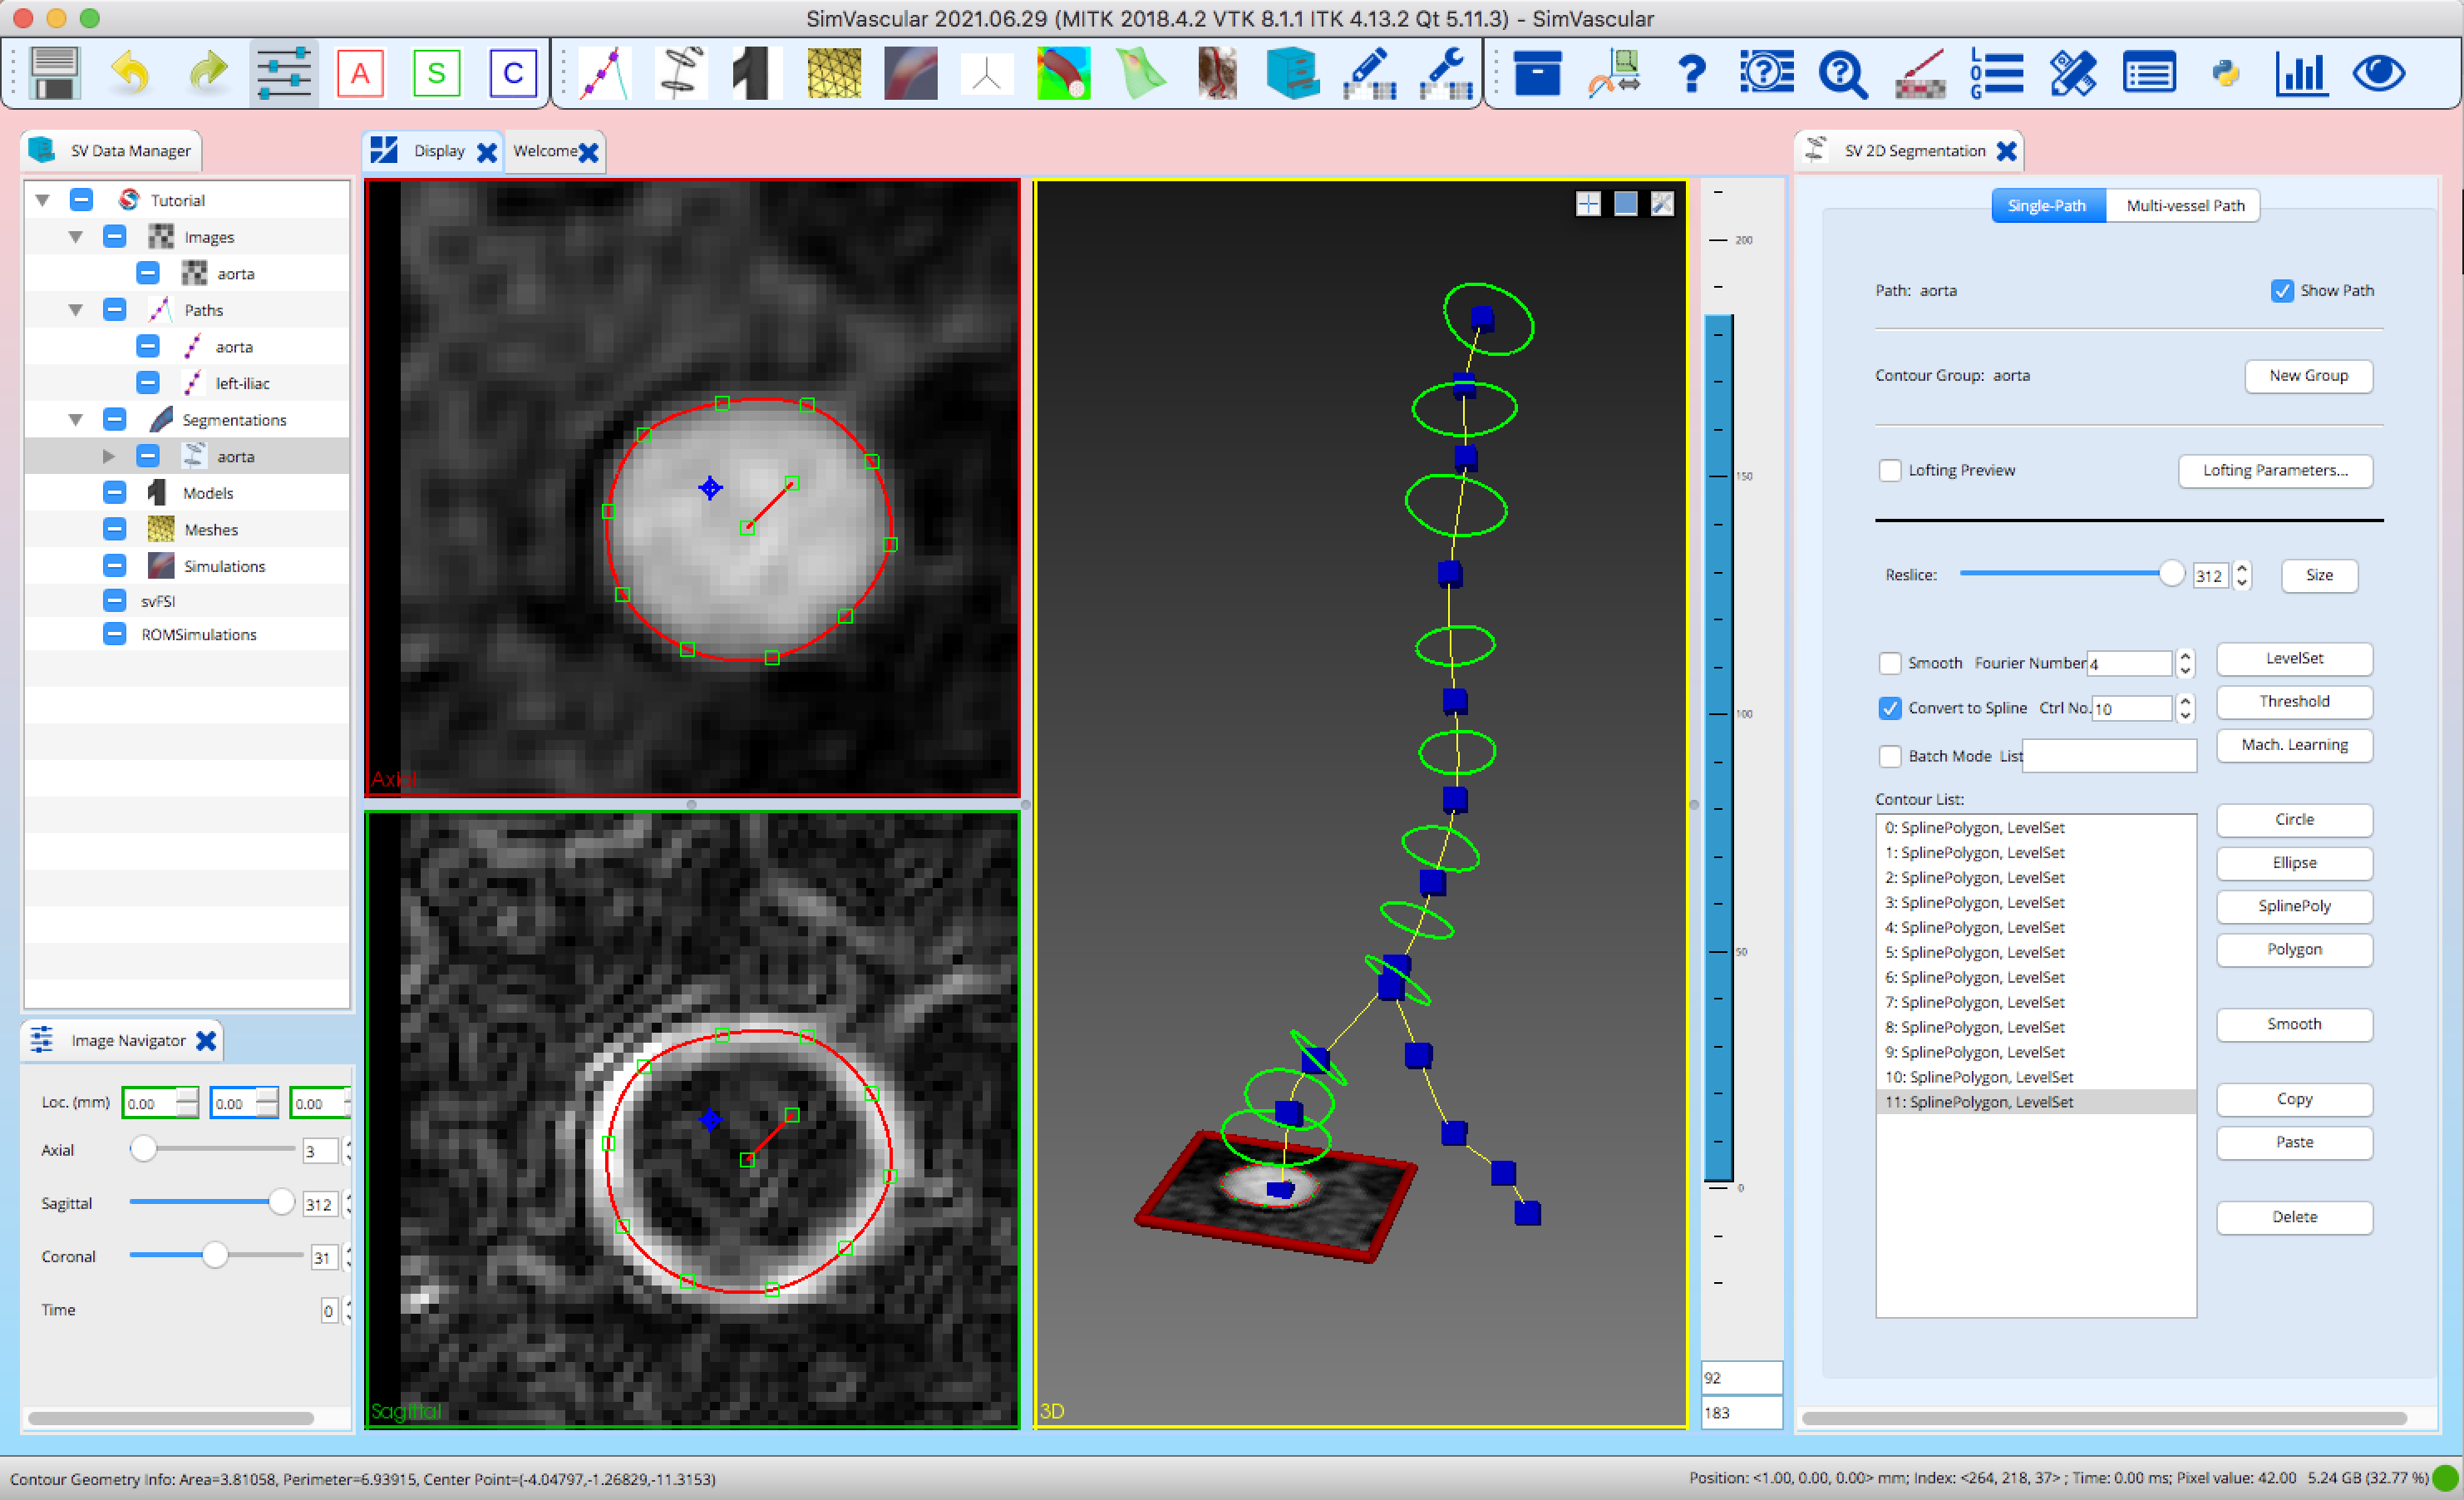 SimVascular 2021.06.29 (MITK 2018.4.2 VTK 8.1.1 ITK 4.13.2 Qt 5.11.3) - SimVascular
A S C
LOG
SV Data Manager
Tutorial
Images
aorta
Paths
aorta
left-iliac
Segmentations
aorta
Models
Meshes
Simulations
svFSI
ROMSimulations
Image Navigator
Loc. (mm) 0.00 0.00 0.00
Axial 3
Sagittal 312
Coronal 31
Time 0
Display Welcome
Axial
Sagittal
3D
200
150
100
50
0
92
183
SV 2D Segmentation
Single-Path Multi-vessel Path
Path: aorta Show Path
Contour Group: aorta New Group
Lofting Preview Lofting Parameters...
Reslice: 312 Size
Smooth Fourier Number 4 LevelSet
Convert to Spline Ctrl No. 10 Threshold
Batch Mode List Mach. Learning
Contour List:
0: SplinePolygon, LevelSet
1: SplinePolygon, LevelSet
2: SplinePolygon, LevelSet
3: SplinePolygon, LevelSet
4: SplinePolygon, LevelSet
5: SplinePolygon, LevelSet
6: SplinePolygon, LevelSet
7: SplinePolygon, LevelSet
8: SplinePolygon, LevelSet
9: SplinePolygon, LevelSet
10: SplinePolygon, LevelSet
11: SplinePolygon, LevelSet
Circle
Ellipse
SplinePoly
Polygon
Smooth
Copy
Paste
Delete
Contour Geometry Info: Area=3.81058, Perimeter=6.93915, Center Point=(-4.04797,-1.26829,-11.3153)
Position: <1.00, 0.00, 0.00> mm; Index: <264, 218, 37> ; Time: 0.00 ms; Pixel value: 42.00 5.24 GB (32.77 %)